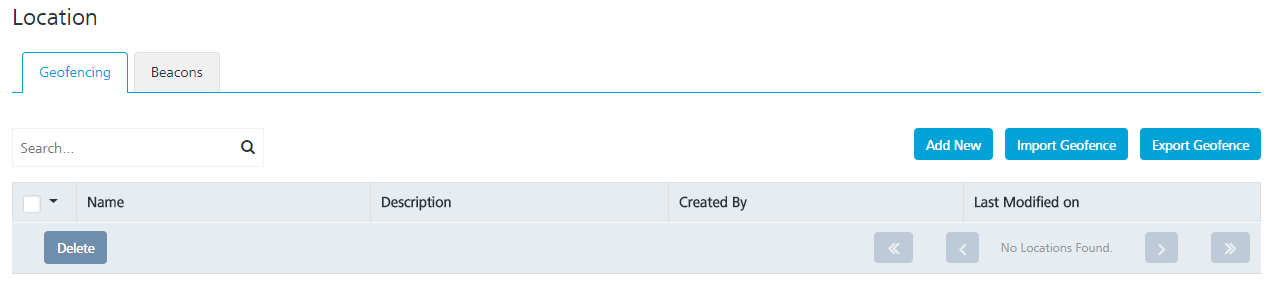 Location
Geofencing Beacons
Search... Add New Import Geofence Export Geofence
Name Description Created By Last Modified on
Delete No Locations Found.